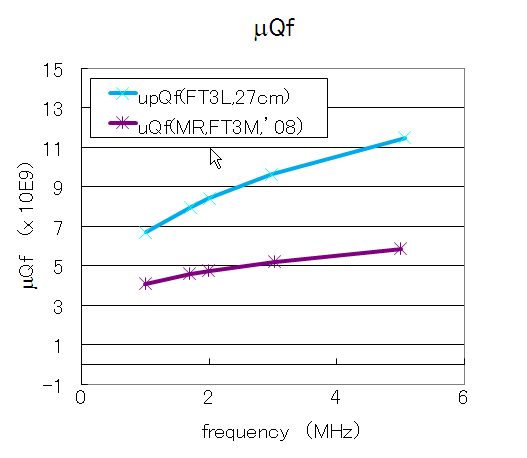 μQf
15
13
11
9
7
5
3
1
-1
0
2
4
6
upQf(FT3L,27cm)
uQf(MR,FT3M,'08)
μQf (x 10E9)
frequency (MHz)